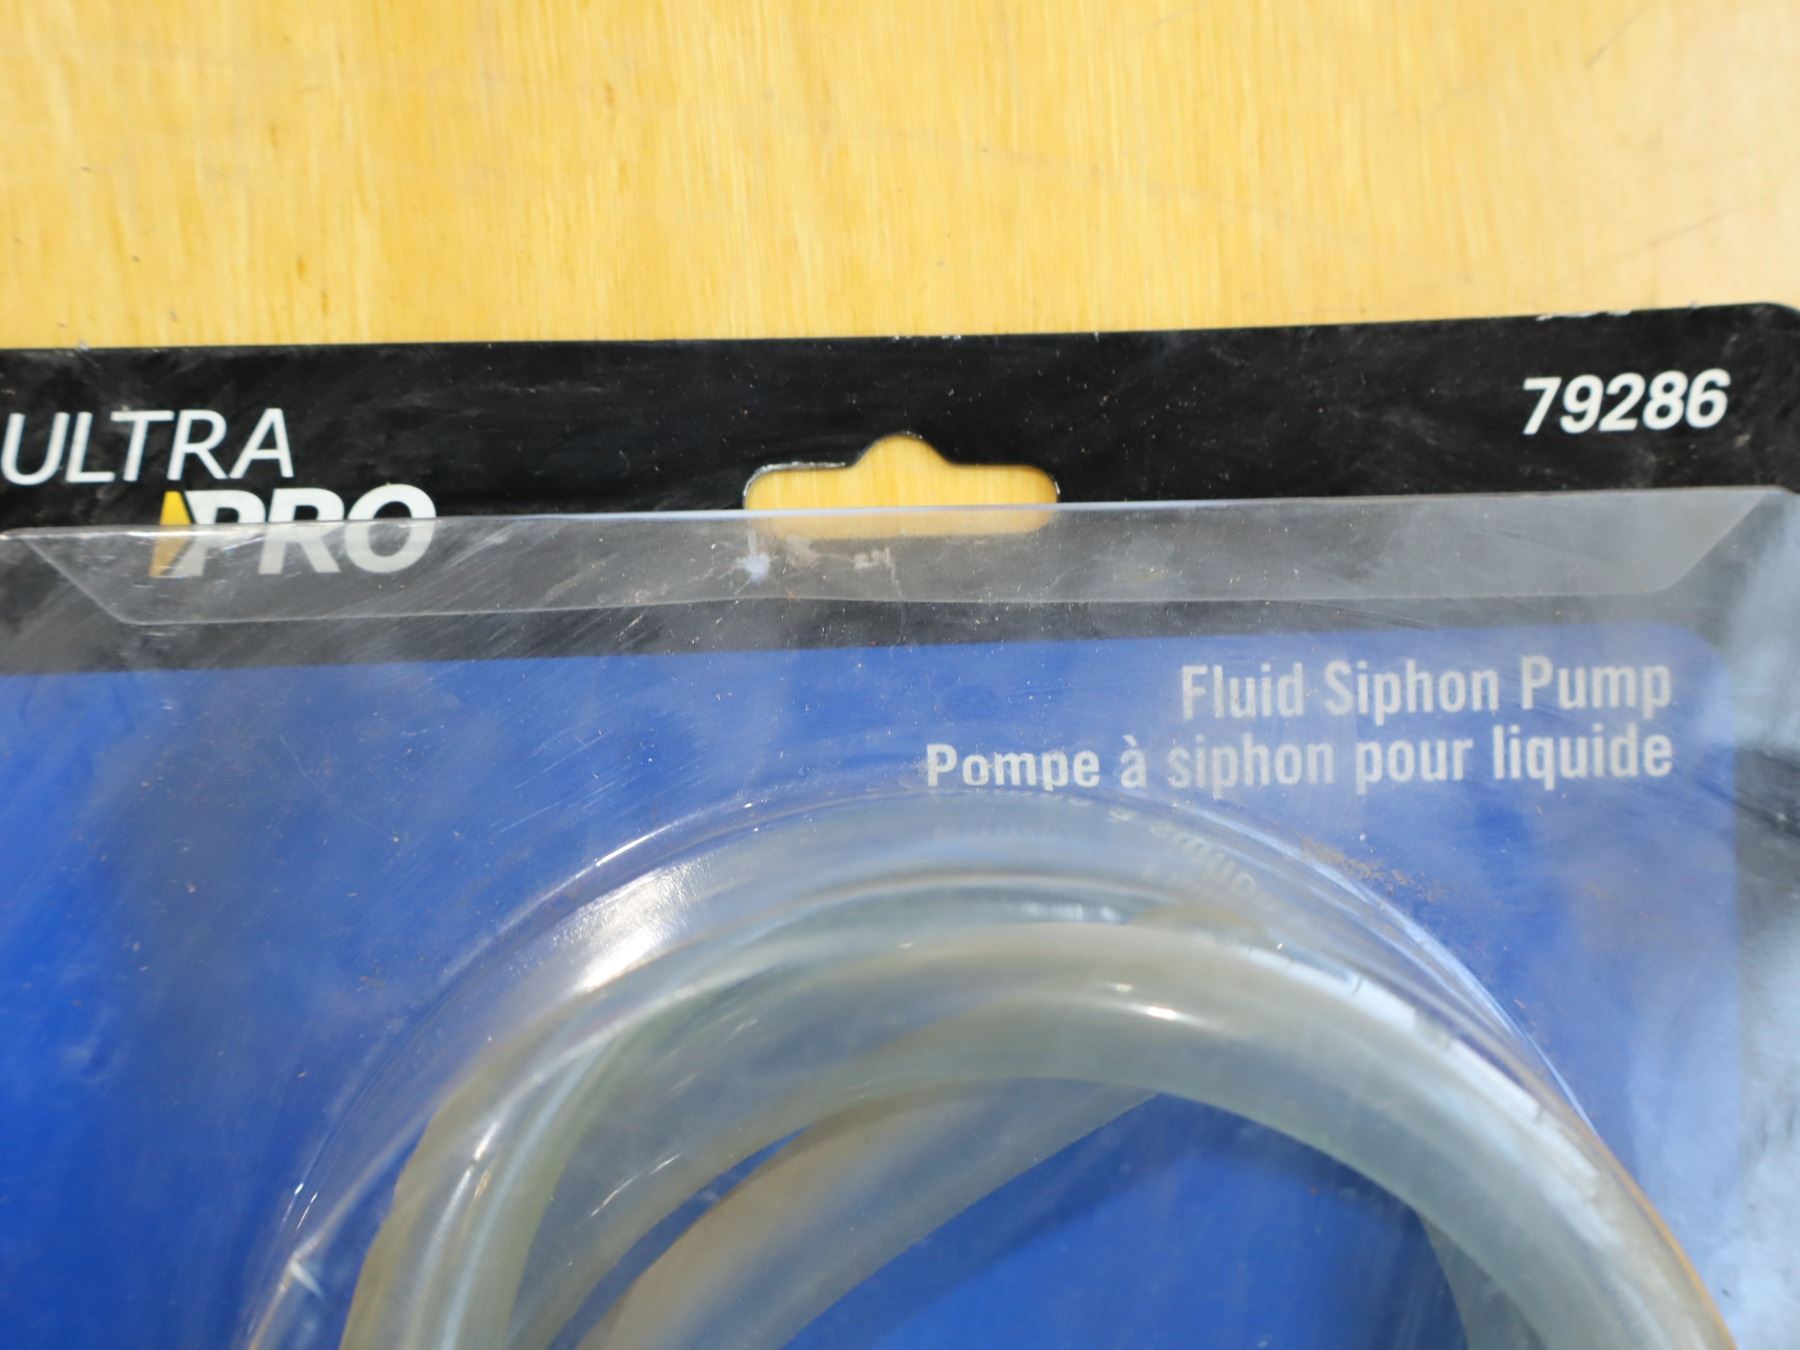 ULTRA
PRO
79286
Fluid Siphon Pump
Pompe à siphon pour liquide